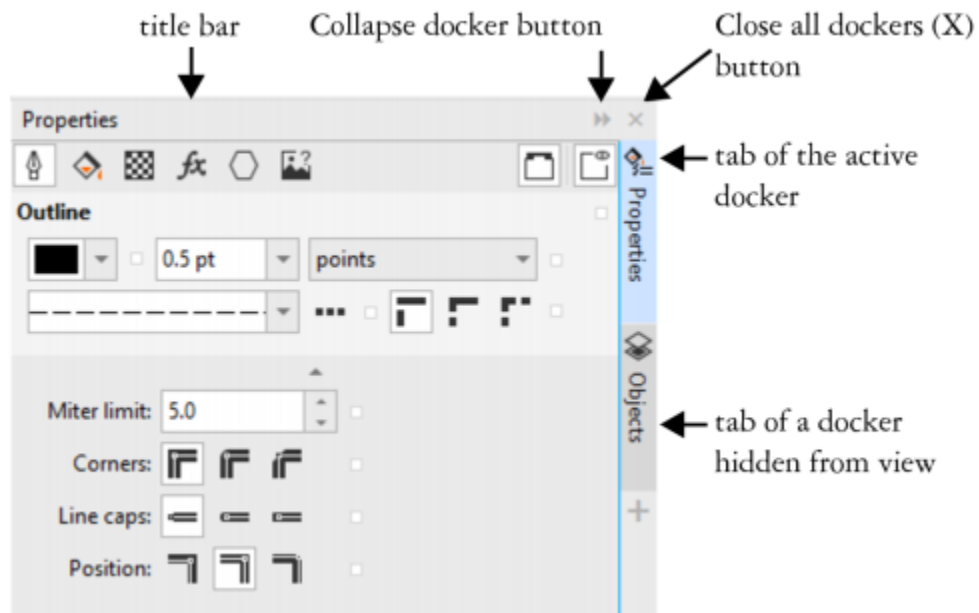 title bar
Collapse docker button
Close all dockers (X)
button
Properties
fx
?
tab of the active
docker
Properties
Outline
0.5 pt
points
Objects
Miter limit: 5.0
tab of a docker
hidden from view
Corners:
Line caps:
Position: